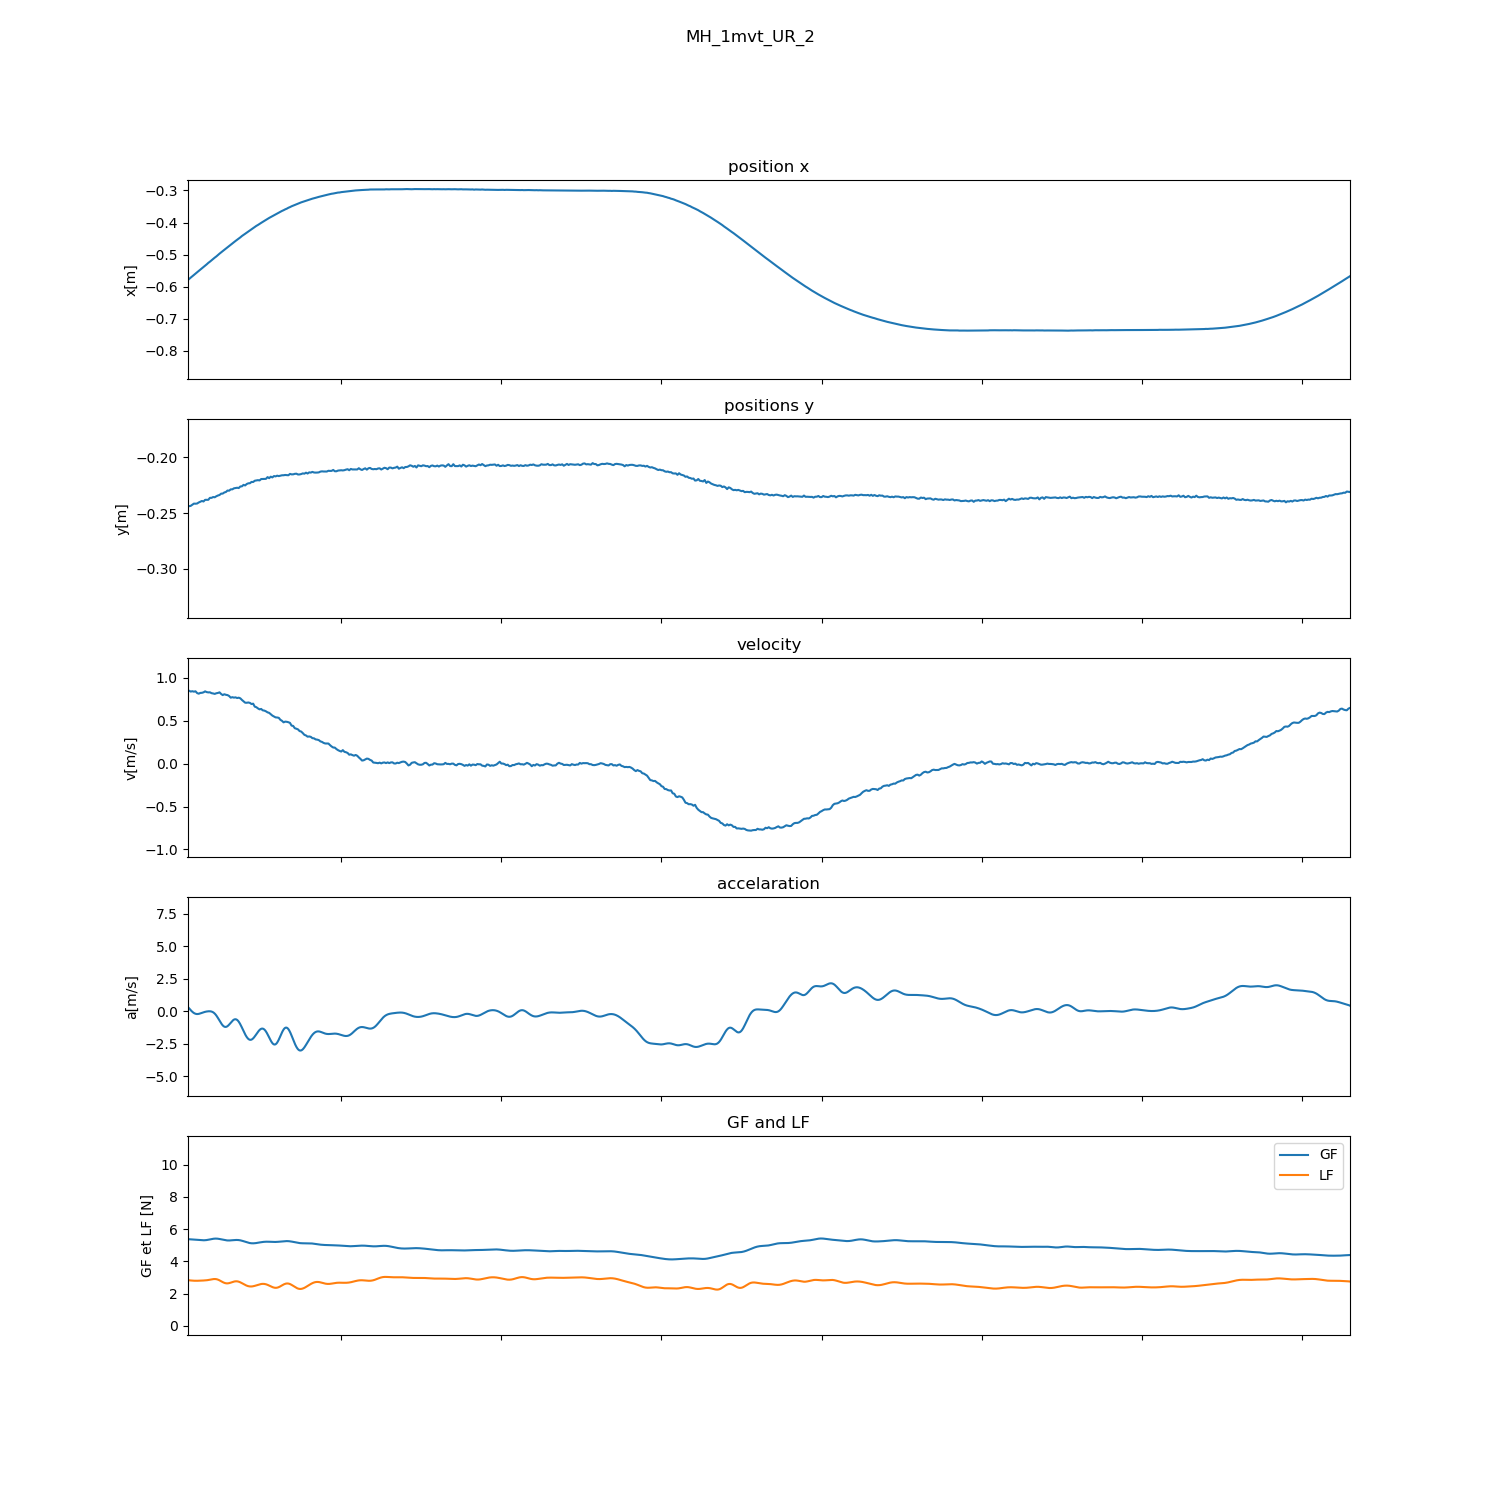 MH_1mvt_UR_2
position x
−0.3
−0.4
−0.5
−0.6
−0.7
−0.8
x[m]
positions y
−0.20
−0.25
−0.30
y[m]
velocity
1.0
0.5
0.0
−0.5
−1.0
v[m/s]
accelaration
7.5
5.0
2.5
0.0
−2.5
−5.0
a[m/s]
GF and LF
10
8
6
4
2
0
GF et LF [N]
GF
LF